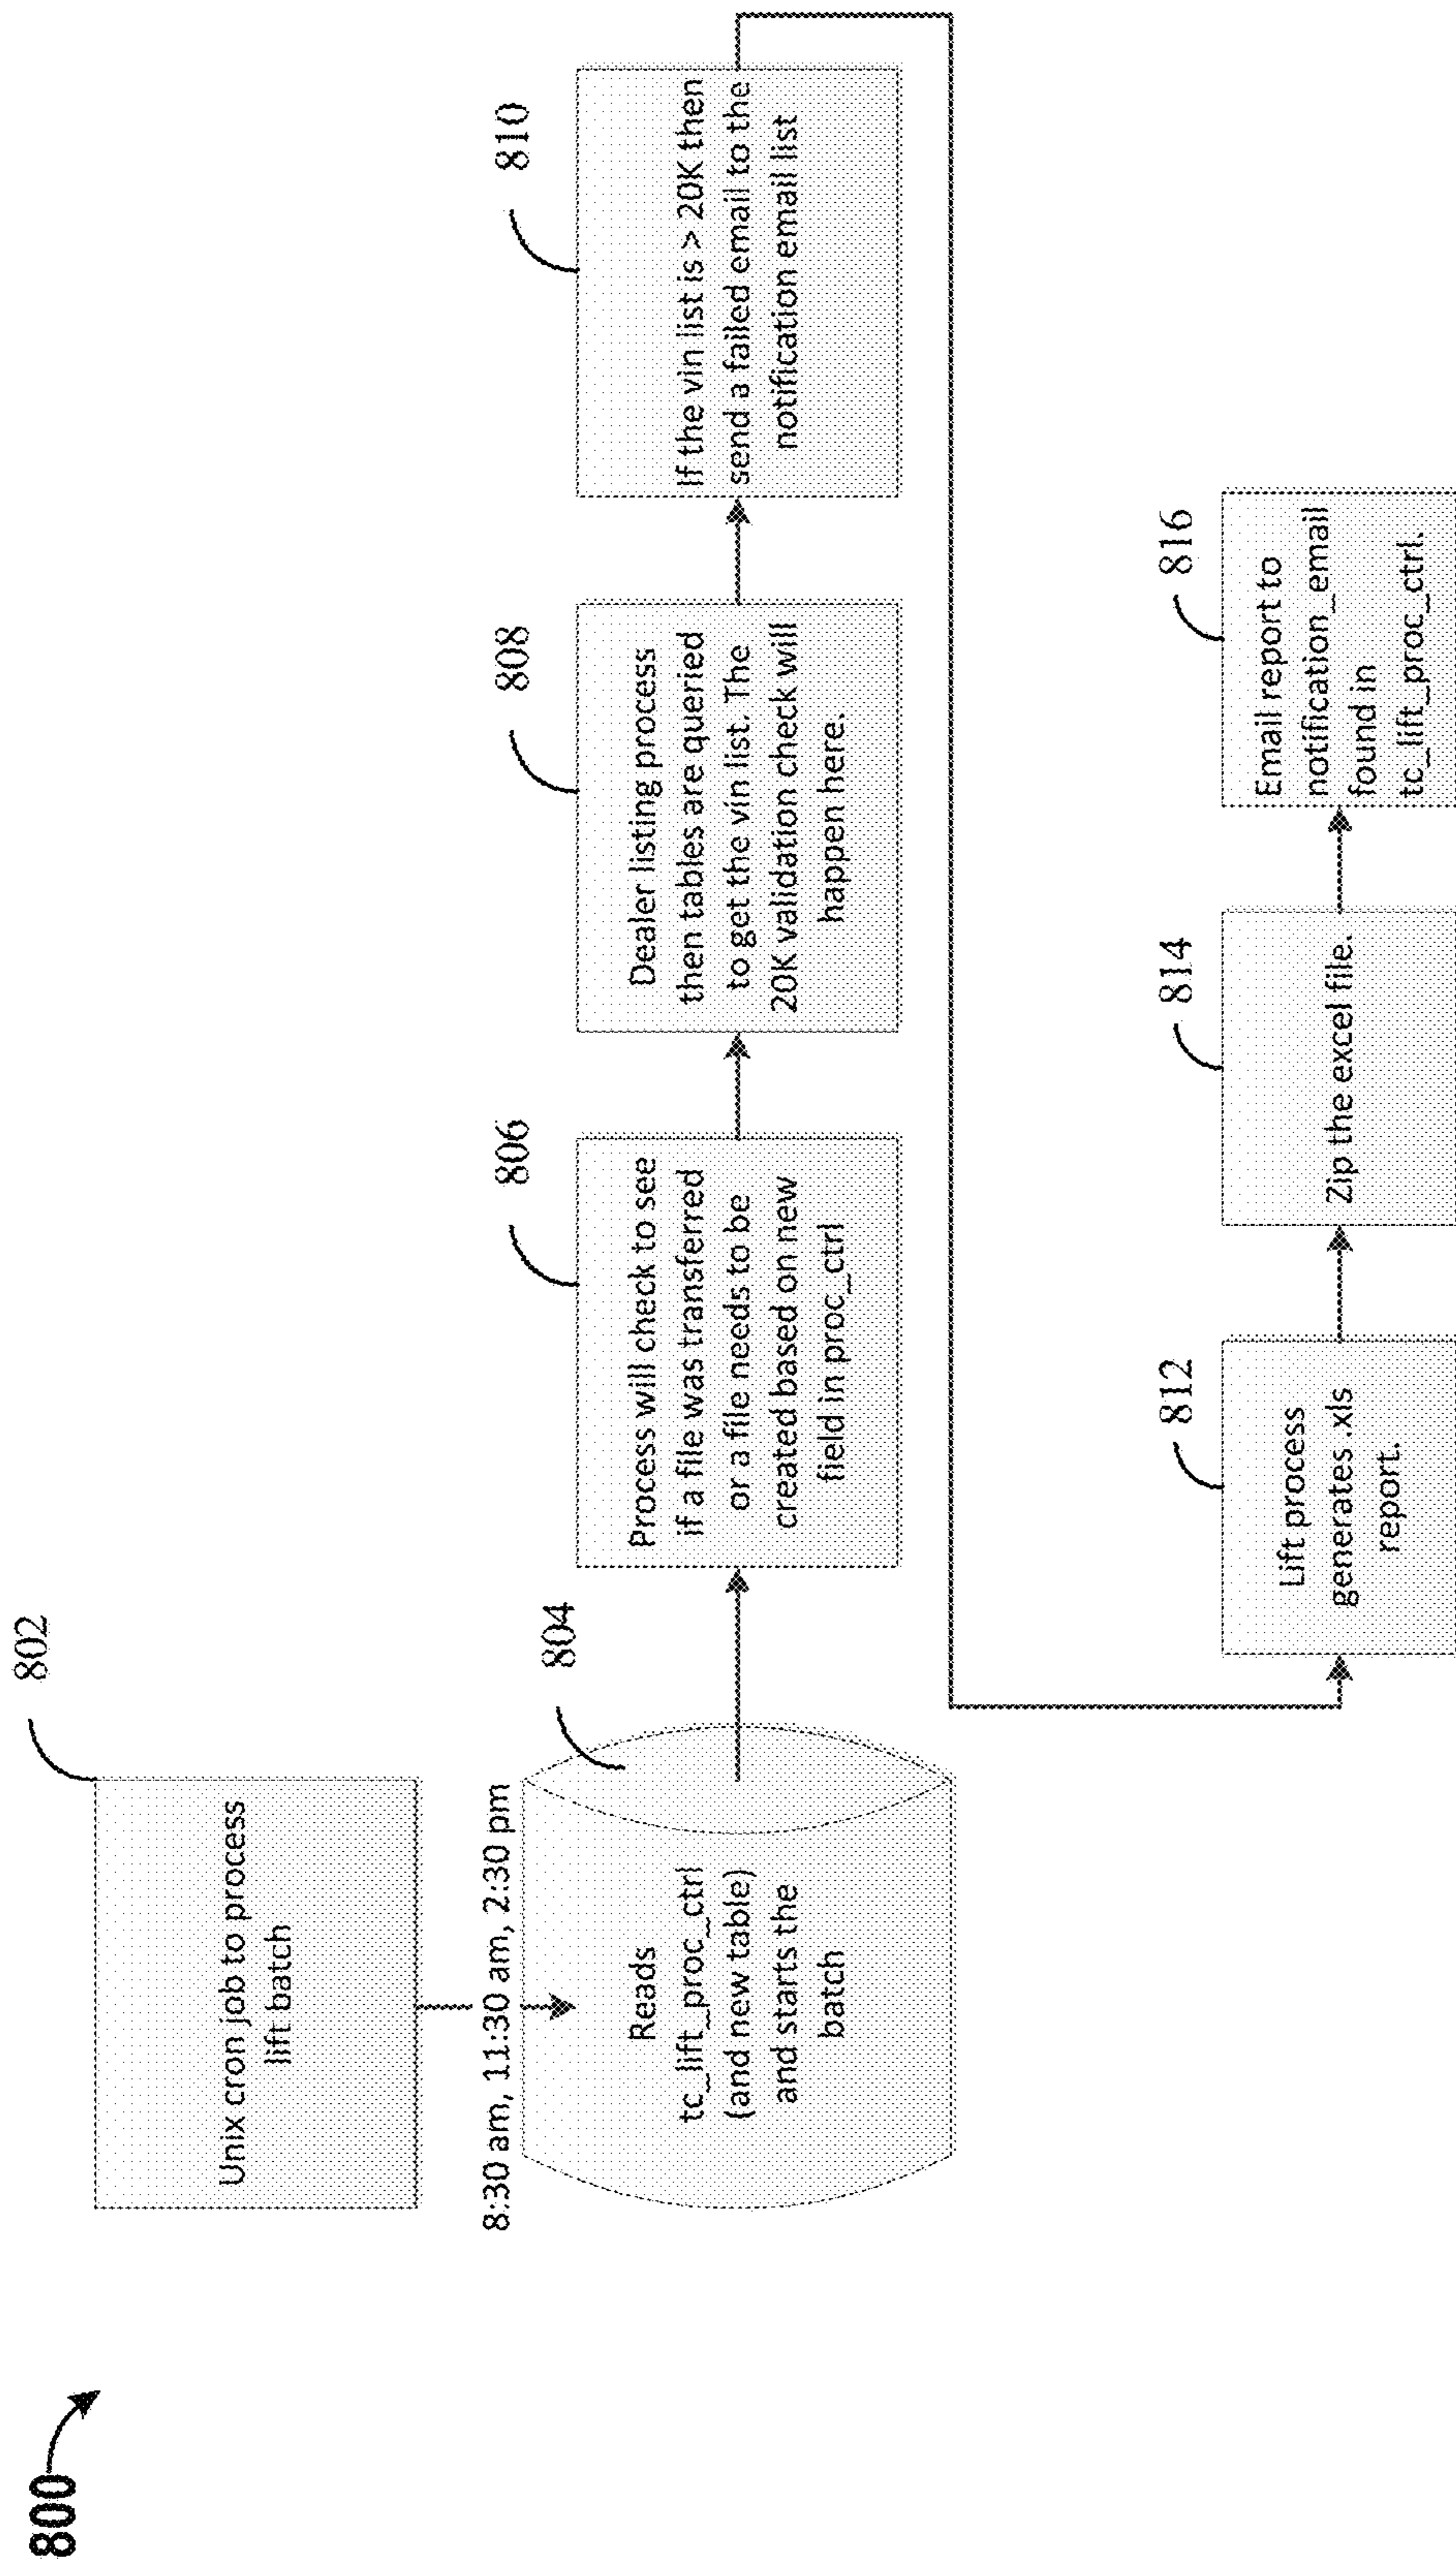 800
802
Unix cron job to process
lift batch
8:30 am, 11:30 am, 2:30 pm
804
Reads
tc_lift_proc_ctrl
(and new table)
and starts the
batch
806
Process will check to see
if a file was transferred
or a file needs to be
created based on new
field in proc_ctrl
808
Dealer listing process
then tables are queried
to get the vin list. The
20K validation check will
happen here.
810
If the vin list is > 20K then
send a failed email to the
notification email list
812
Lift process
generates .xls
report.
814
Zip the excel file.
816
Email report to
notification_email
found in
tc_lift_proc_ctrl.